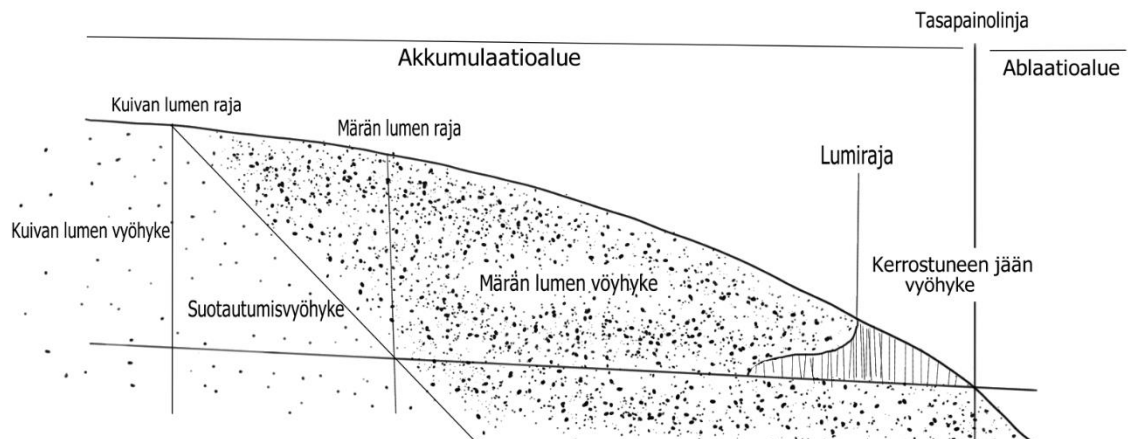 Tasapainolinja
Akkumulaatioalue
Ablaatioalue
Kuivan lumen raja
Märän lumen raja
Lumiraja
Kuivan lumen vyöhyke
Suotautumisvyöhyke
Märän lumen vöyhyke
Kerrostuneen jään
vyöhyke